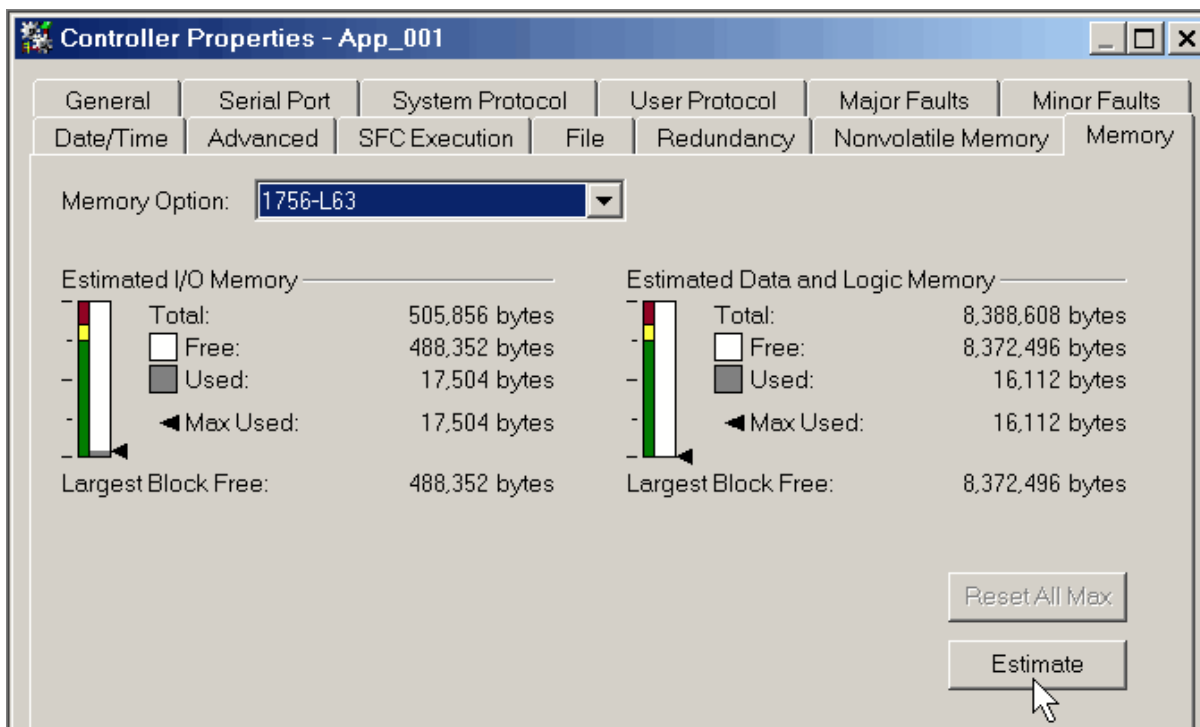 Controller Properties - App_001
General Serial Port System Protocol User Protocol Major Faults Minor Faults
Date/Time Advanced SFC Execution File Redundancy Nonvolatile Memory Memory
Memory Option: 1756-L63
Estimated I/O Memory
Total: 505,856 bytes
Free: 488,352 bytes
Used: 17,504 bytes
Max Used: 17,504 bytes
Largest Block Free: 488,352 bytes
Estimated Data and Logic Memory
Total: 8,388,608 bytes
Free: 8,372,496 bytes
Used: 16,112 bytes
Max Used: 16,112 bytes
Largest Block Free: 8,372,496 bytes
Reset All Max
Estimate